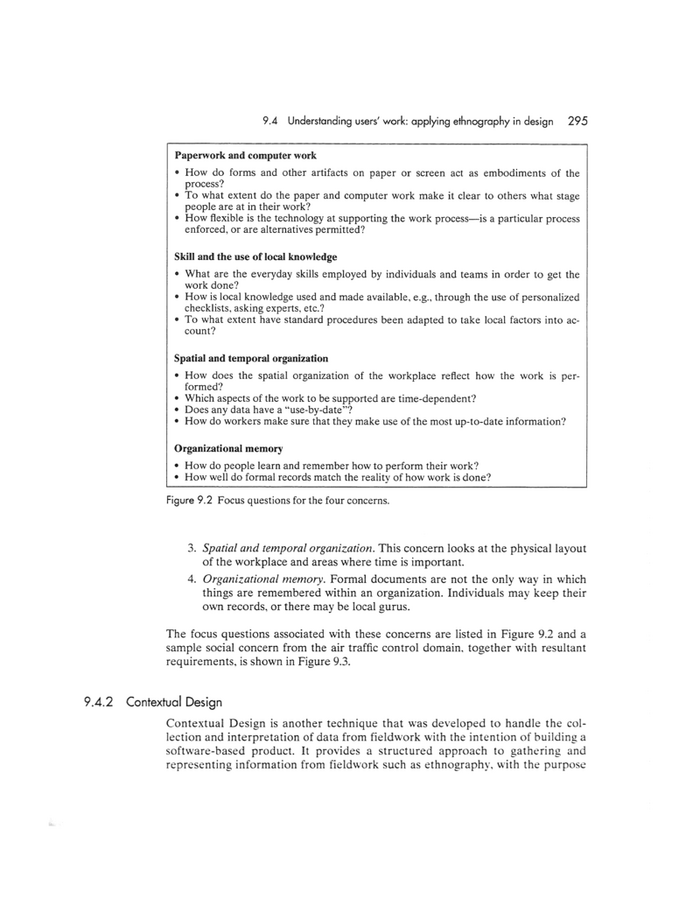 9.4 Understanding users' work: applying ethnography in design 295
Paperwork and computer work
• How do forms and other artifacts on paper or screen act as embodiments of the
process?
• To what extent do the paper and computer work make it clear to others what stage
people are at in their work?
• How flexible is the technology at supporting the work process—is a particular process
enforced, or are alternatives permitted?
Skill and the use of local knowledge
• What are the everyday skills employed by individuals and teams in order to get the
work done?
• How is local knowledge used and made available, e.g., through the use of personalized
checklists, asking experts, etc.?
• To what extent have standard procedures been adapted to take local factors into ac-
count?
Spatial and temporal organization
• How does the spatial organization of the workplace reflect how the work is per-
formed?
• Which aspects of the work to be supported are time-dependent?
• Does any data have a "use-by-date"?
• How do workers make sure that they make use of the most up-to-date information?
Organizational memory
• How do people learn and remember how to perform their work?
• How well do formal records match the reality of how work is done?
Figure 9.2 Focus questions for the four concerns.
3. Spatial and temporal organization. This concern looks at the physical layout
of the workplace and areas where time is important.
4. Organizational memory. Formal documents are not the only way in which
things are remembered within an organization. Individuals may keep their
own records, or there may be local gurus.
The focus questions associated with these concerns are listed in Figure 9.2 and a
sample social concern from the air traffic control domain, together with resultant
requirements, is shown in Figure 9.3.
9.4.2 Contextual Design
Contextual Design is another technique that was developed to handle the col-
lection and interpretation of data from fieldwork with the intention of building a
software-based product. It provides a structured approach to gathering and
representing information from fieldwork such as ethnography, with the purpose